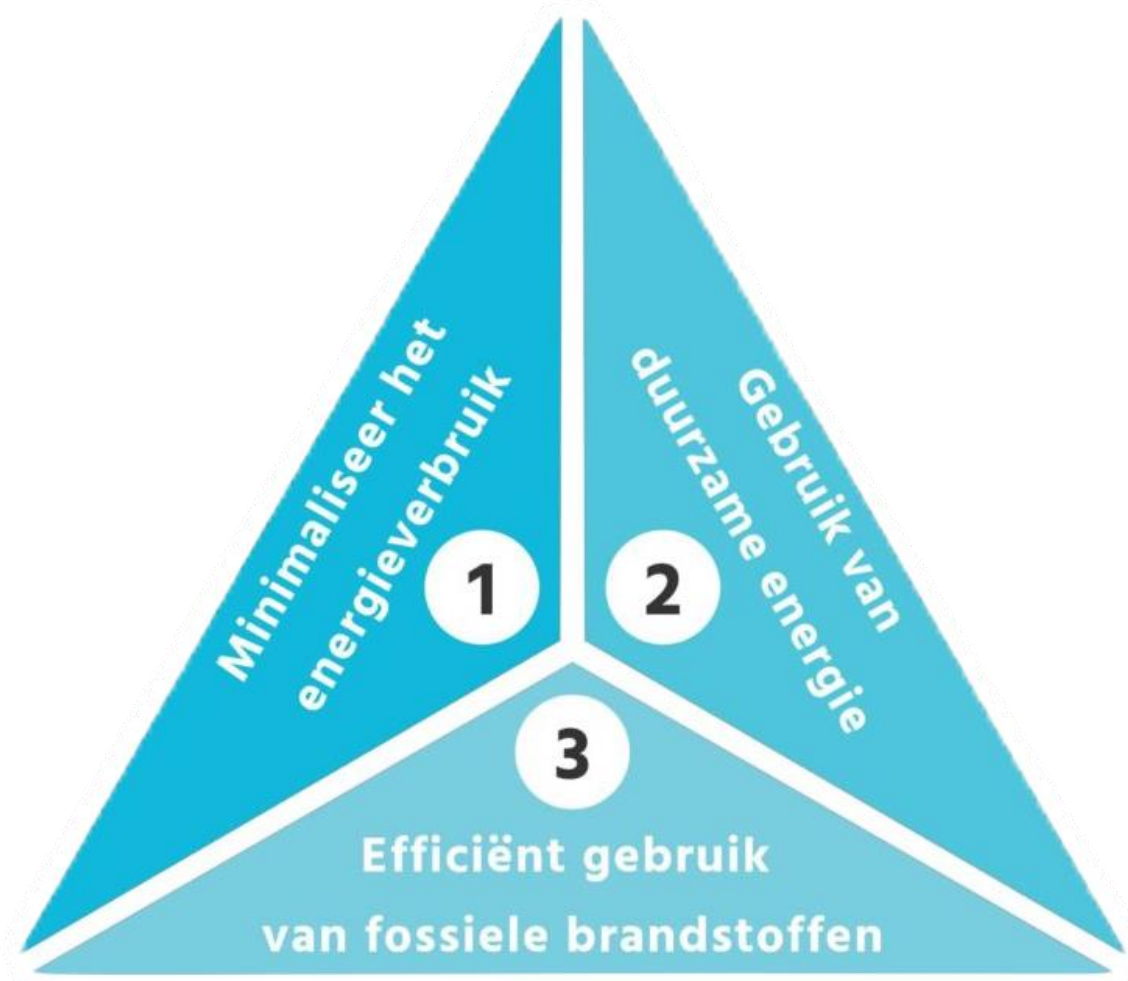 Minimaliseer het
energieverbruik
1
Gebruik van
duurzame energie
2
3
Efficiënt gebruik
van fossiele brandstoffen